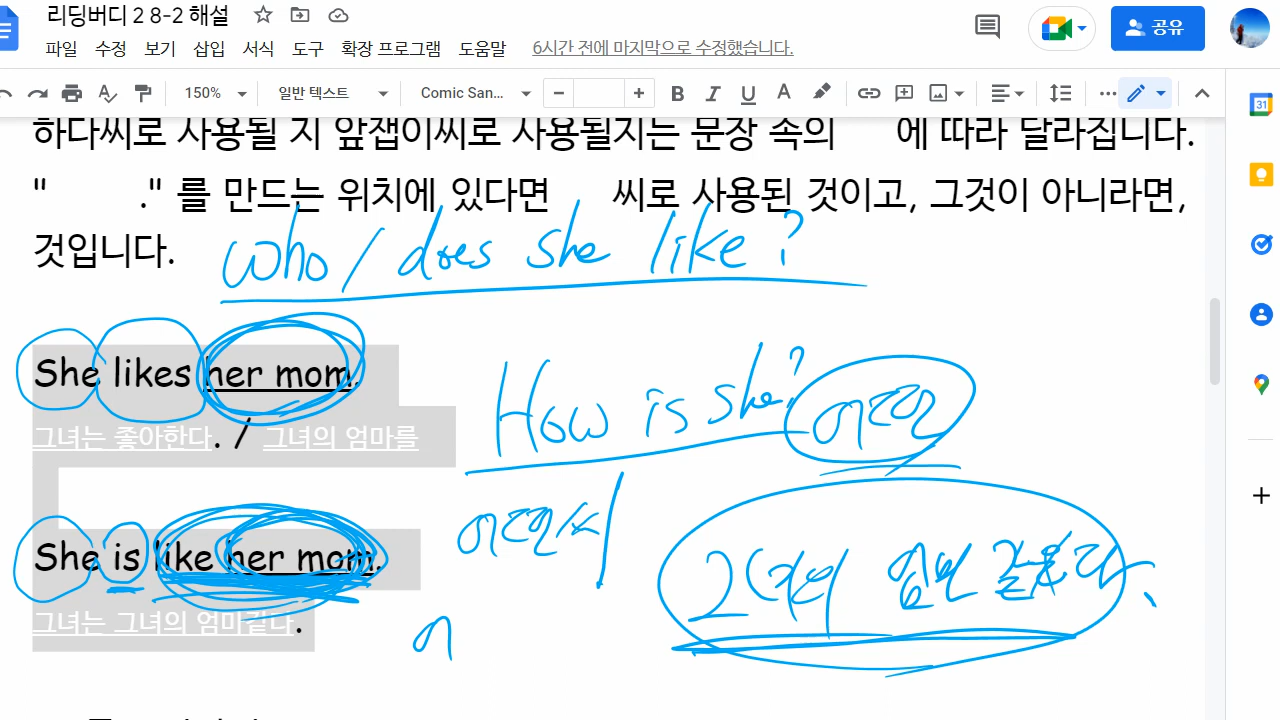 리딩버디 2 8-2 해설
파일 수정 보기 삽입 서식 도구 확장 프로그램 도움말 6시간 전에 마지막으로 수정했습니다.
공유
150% 일반 텍스트 Comic San... − + B I U A
31
하다씨로 사용될 지 앞잽이씨로 사용될지는 문장 속의 에 따라 달라집니다.
" ." 를 만드는 위치에 있다면 씨로 사용된 것이고, 그것이 아니라면,
것입니다.
Who / does she like?
She likes her mom.
How is she? 어떤
그녀는 좋아한다. / 그녀의 엄마를
어떤씨
She is like her mom.
그녀의 엄마 같은 다.
그녀는 그녀의 엄마같다.
어